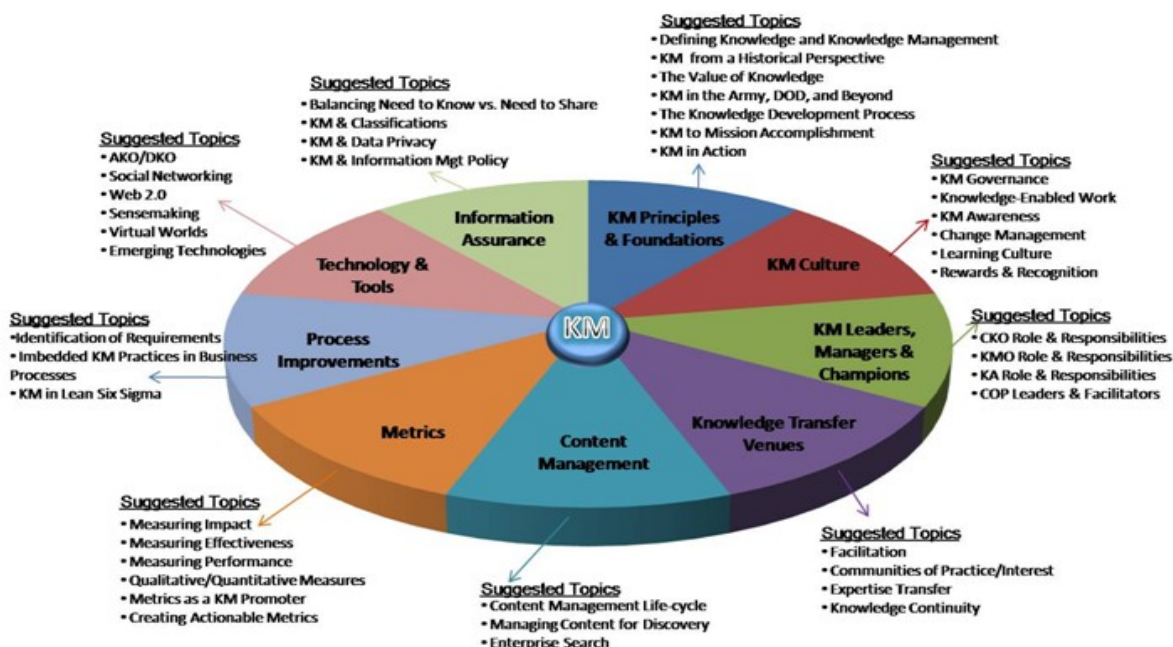 Suggested Topics
• Defining Knowledge and Knowledge Management
• KM from a Historical Perspective
• The Value of Knowledge
• KM in the Army, DOD, and Beyond
• The Knowledge Development Process
• KM to Mission Accomplishment
• KM in Action
Suggested Topics
• Balancing Need to Know vs. Need to Share
• KM & Classifications
• KM & Data Privacy
• KM & Information Mgt Policy
Suggested Topics
• AKO/DKO
• Social Networking
• Web 2.0
• Sensemaking
• Virtual Worlds
• Emerging Technologies
Suggested Topics
• KM Governance
• Knowledge-Enabled Work
• KM Awareness
• Change Management
• Learning Culture
• Rewards & Recognition
Information
Assurance
KM Principles
& Foundations
Technology &
Tools
KM Culture
KM
Process
Improvements
KM Leaders,
Managers &
Champions
Metrics
Content
Management
Knowledge Transfer
Venues
Suggested Topics
•Identification of Requirements
• Imbedded KM Practices in Business
Processes
• KM in Lean Six Sigma
Suggested Topics
• CKO Role & Responsibilities
• KMO Role & Responsibilities
• KA Role & Responsibilities
• COP Leaders & Facilitators
Suggested Topics
• Measuring Impact
• Measuring Effectiveness
• Measuring Performance
• Qualitative/Quantitative Measures
• Metrics as a KM Promoter
• Creating Actionable Metrics
Suggested Topics
• Content Management Life-cycle
• Managing Content for Discovery
• Enterprise Search
Suggested Topics
• Facilitation
• Communities of Practice/Interest
• Expertise Transfer
• Knowledge Continuity